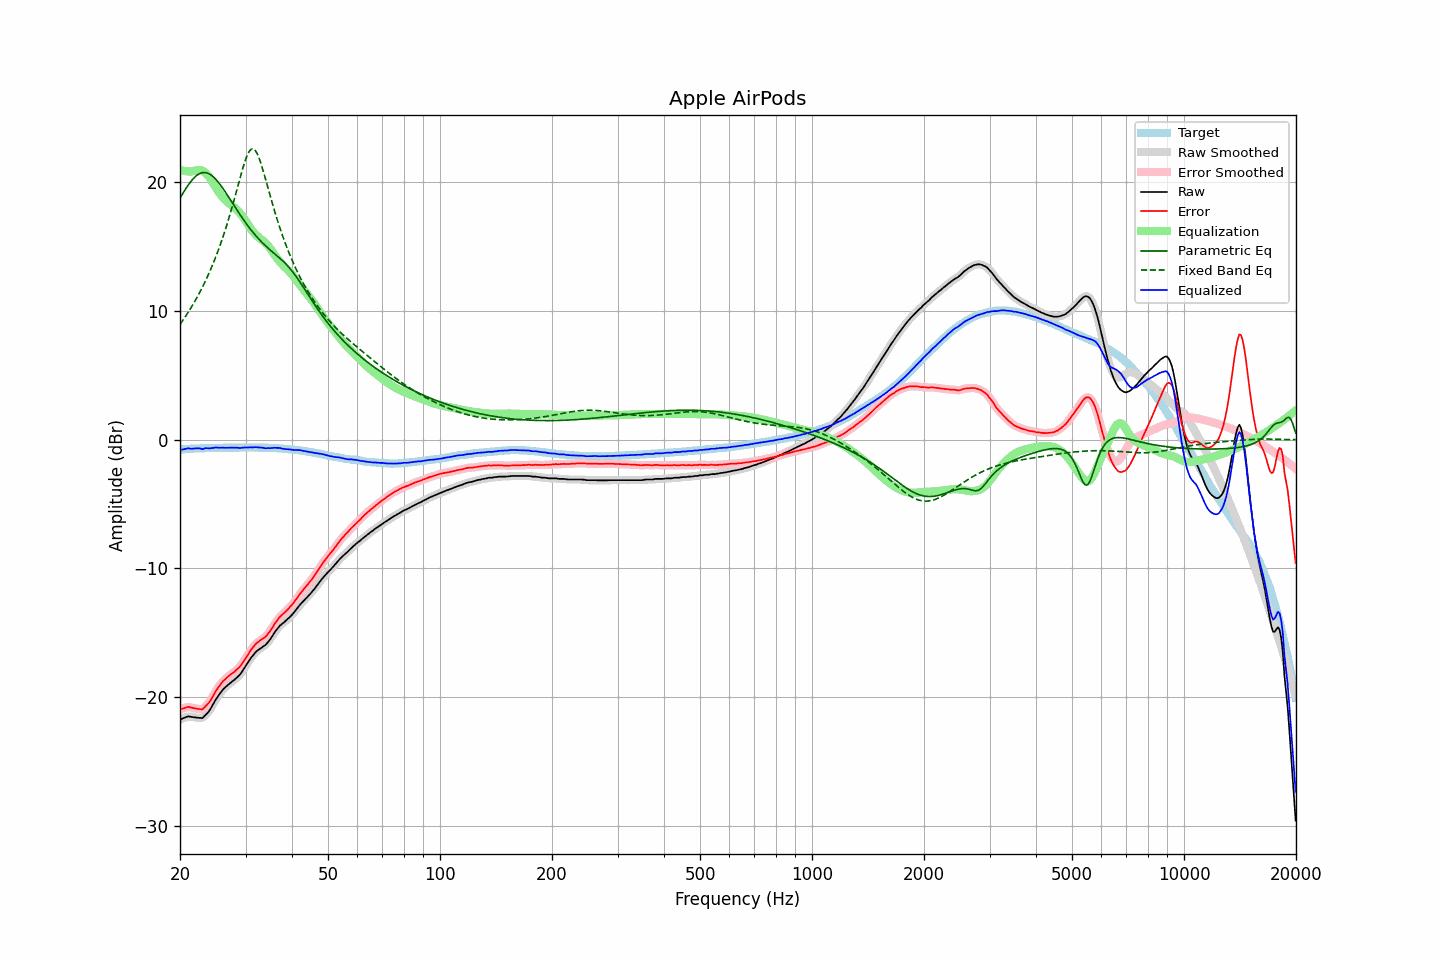 Apple AirPods
Target
Raw Smoothed
Error Smoothed
Raw
Error
Equalization
Parametric Eq
Fixed Band Eq
Equalized
Amplitude (dBr)
20
10
0
−10
−20
−30
20 50 100 200 500 1000 2000 5000 10000 20000
Frequency (Hz)